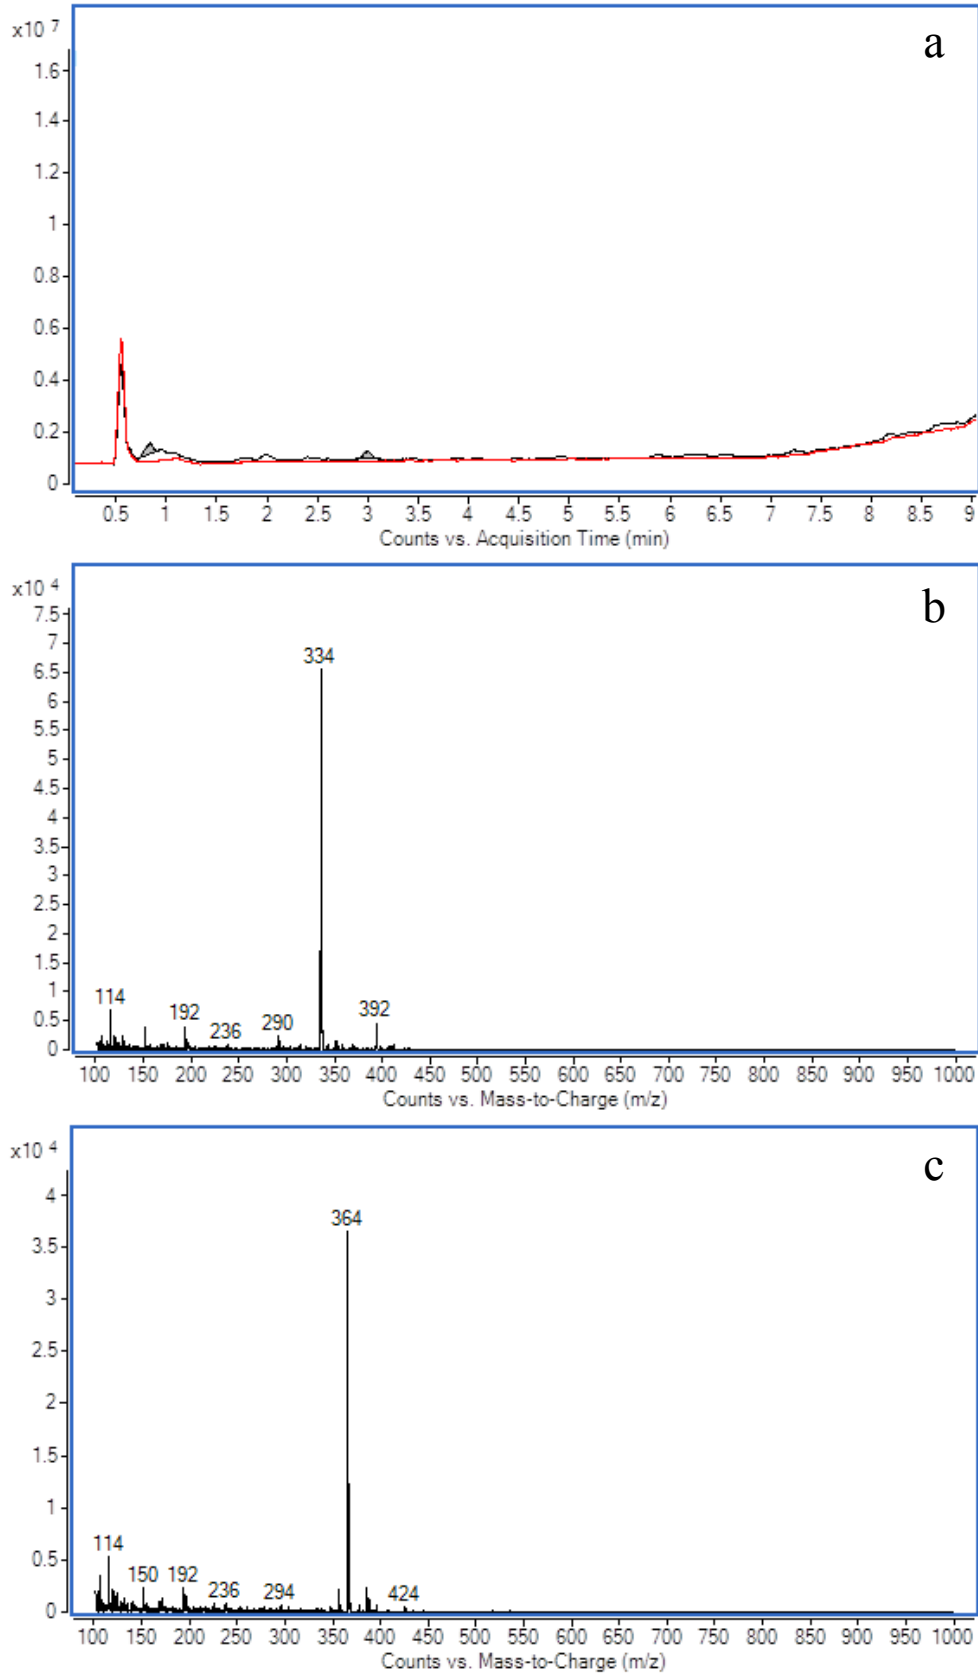 a
x10 7
1.6
1.4
1.2
1
0.8
0.6
0.4
0.2
0
0.5 1 1.5 2 2.5 3 3.5 4 4.5 5 5.5 6 6.5 7 7.5 8 8.5 9
Counts vs. Acquisition Time (min)
b
x10 4
7.5
7
6.5
6
5.5
5
4.5
4
3.5
3
2.5
2
1.5
1
0.5
0
334
114 192 236 290 392
100 150 200 250 300 350 400 450 500 550 600 650 700 750 800 850 900 950 1000
Counts vs. Mass-to-Charge (m/z)
c
x10 4
4
3.5
3
2.5
2
1.5
1
0.5
0
364
114 150 192 236 294 424
100 150 200 250 300 350 400 450 500 550 600 650 700 750 800 850 900 950 1000
Counts vs. Mass-to-Charge (m/z)